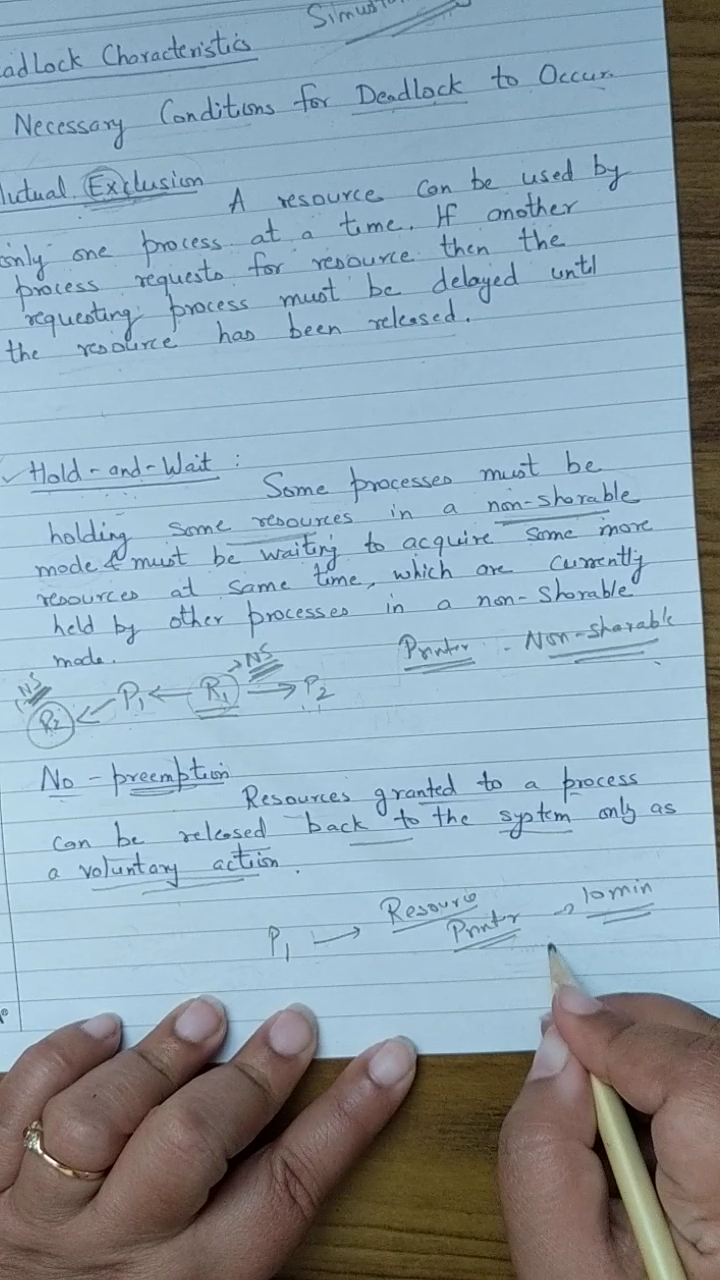 adlock Characteristics
Necessary Conditions for Deadlock to Occur.
utual Exclusion
A resource can be used by
only one process at a time. If another
process requests for resource then the
requesting process must be delayed until
the resource has been released.
✓ Hold-and-Wait :
Some processes must be
holding some resources in a non-sharable
mode & must be waiting to acquire some more
resources at same time, which are currently
held by other processes in a non-Sharable
mode.
Printer - Non-sharable
NS R2 ← P1 ← R1 → NS → P2
No-preemption
Resources granted to a process
can be released back to the system only as
a voluntary action.
P1 → Resource
Printer → 10min